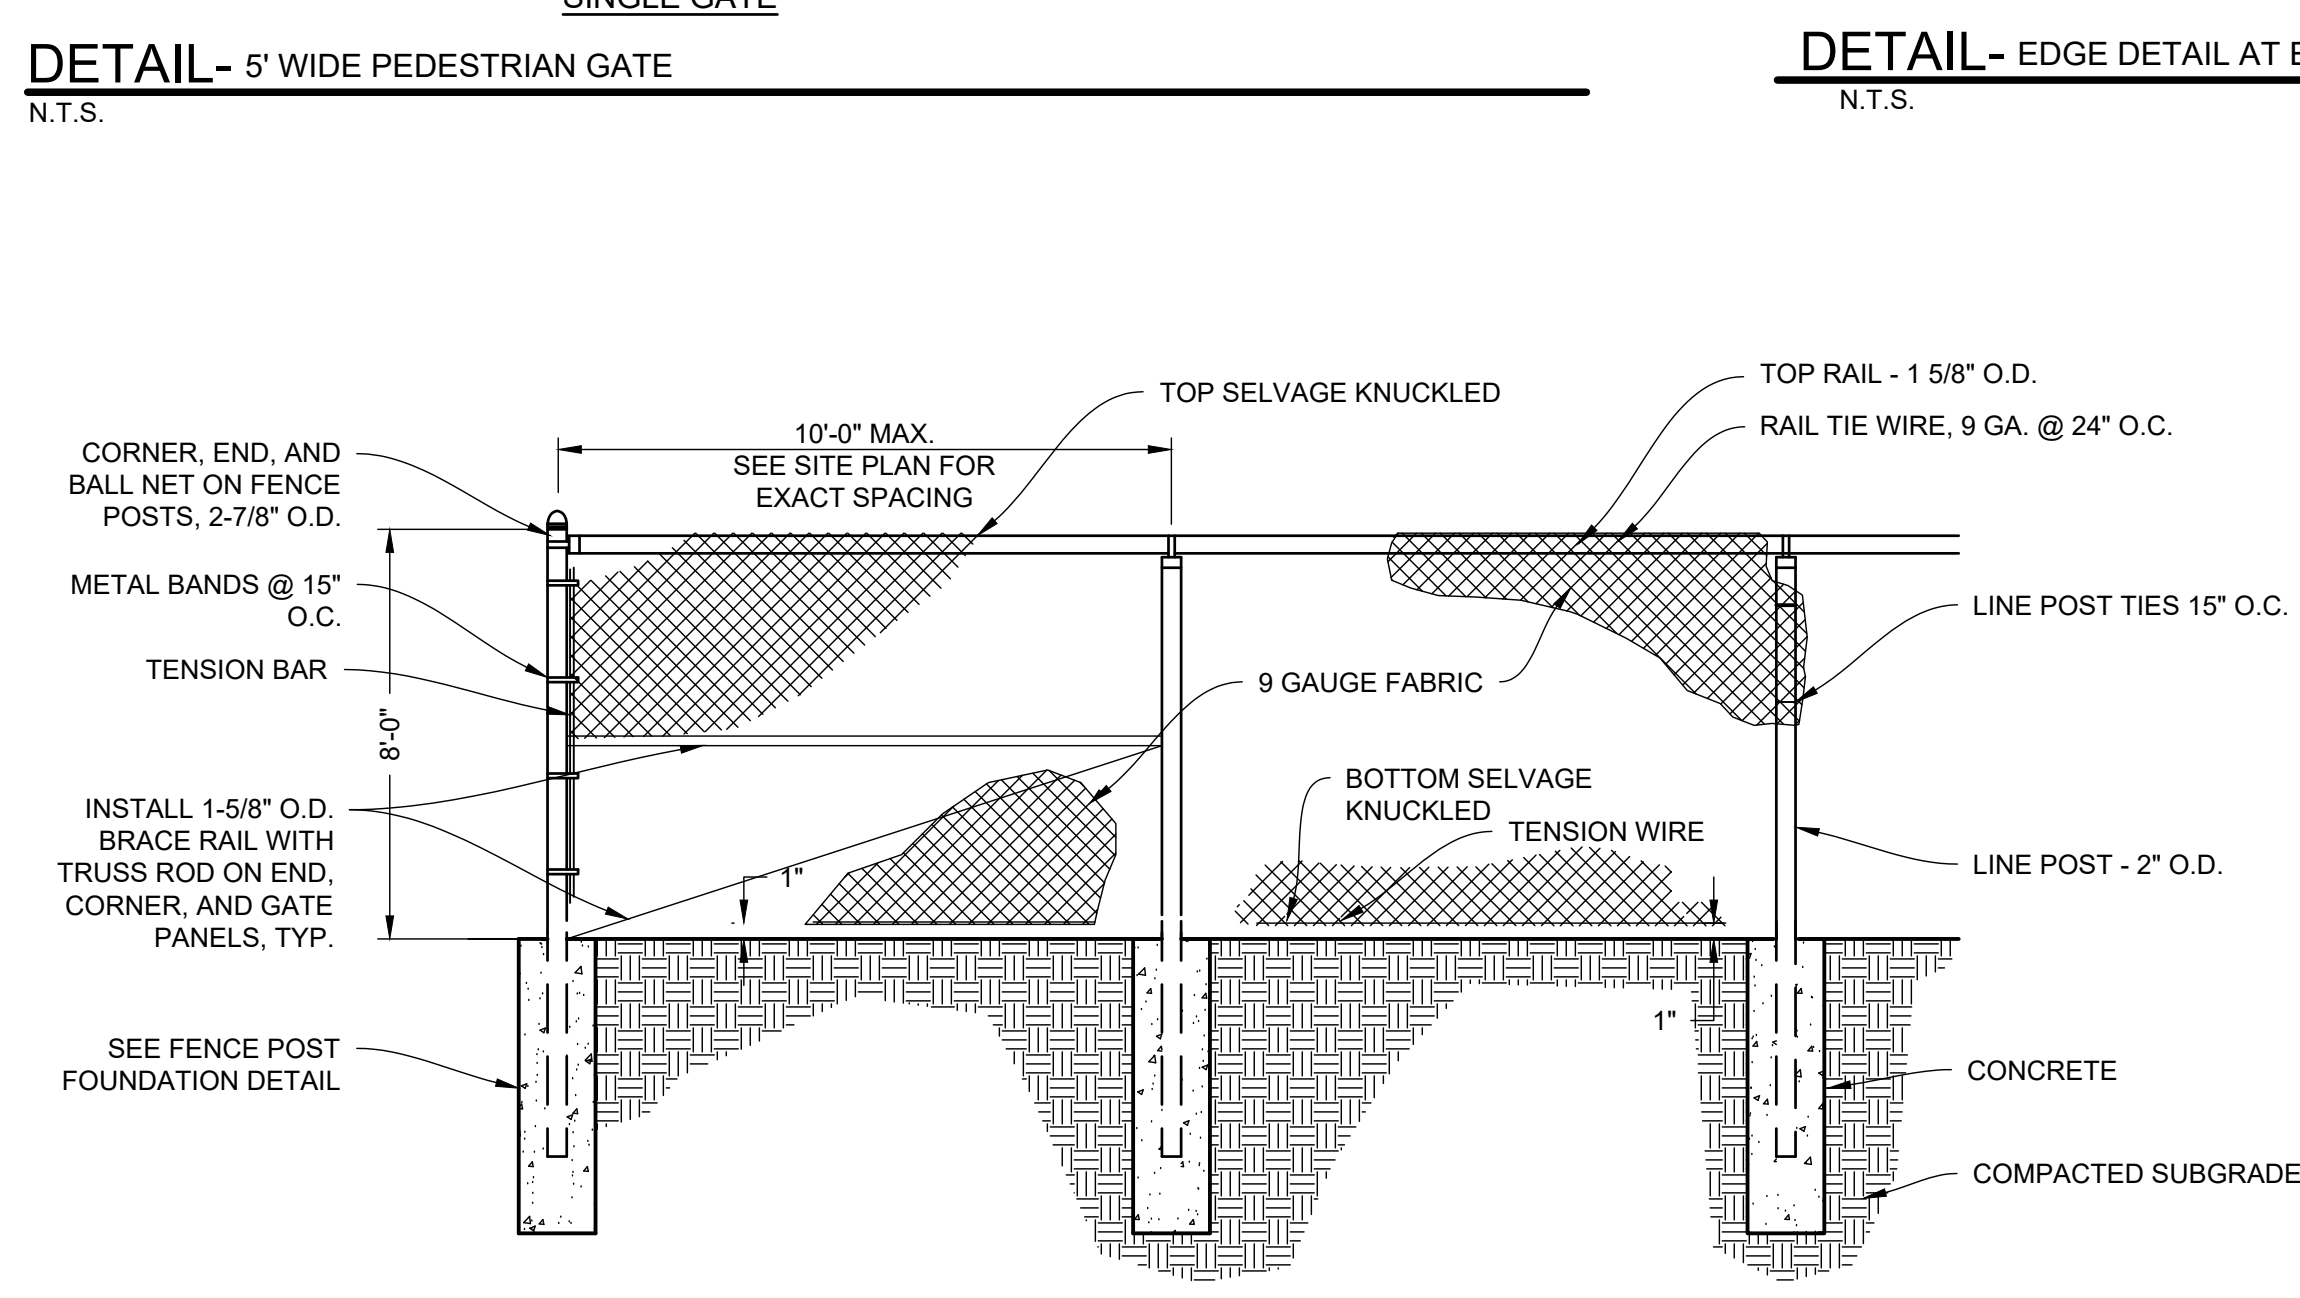 SINGLE GATE
DETAIL- 5' WIDE PEDESTRIAN GATE
N.T.S.
DETAIL- EDGE DETAIL AT
N.T.S.
TOP RAIL - 1 5/8" O.D.
TOP SELVAGE KNUCKLED
RAIL TIE WIRE, 9 GA. @ 24" O.C.
10'-0" MAX.
SEE SITE PLAN FOR
EXACT SPACING
CORNER, END, AND
BALL NET ON FENCE
POSTS, 2-7/8" O.D.
METAL BANDS @ 15"
O.C.
LINE POST TIES 15" O.C.
TENSION BAR
9 GAUGE FABRIC
8'-0"
BOTTOM SELVAGE
KNUCKLED
TENSION WIRE
INSTALL 1-5/8" O.D.
BRACE RAIL WITH
TRUSS ROD ON END,
CORNER, AND GATE
PANELS, TYP.
1"
LINE POST - 2" O.D.
1"
SEE FENCE POST
FOUNDATION DETAIL
CONCRETE
COMPACTED SUBGRADE